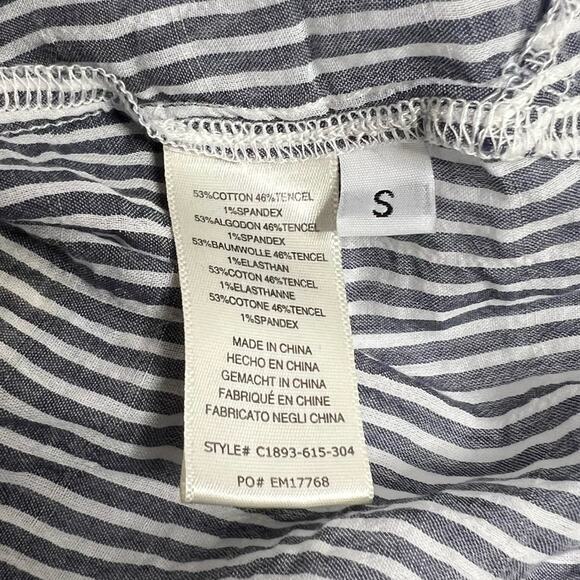 53%COTTON 46%TENCEL
1%SPANDEX
53%ALGODON 46%TENCEL
1%SPANDEX
53%BAUMWOLLE 46%TENCEL
1%ELASTHAN
53%COTON 46%TENCEL
1%ELASTHANNE
53%COTONE 46%TENCEL
1%SPANDEX
MADE IN CHINA
HECHO EN CHINA
GEMACHT IN CHINA
FABRIQUÉ EN CHINE
FABRICATO NEGLI CHINA
STYLE# C1893-615-304
PO# EM17768
S